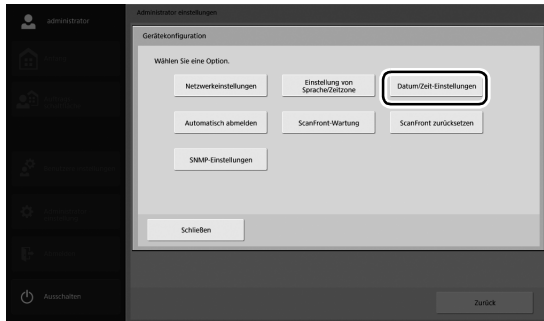 administrator
Administrator einstellungen
Gerätekonfiguration
Wählen Sie eine Option.
Netzwerkeinstellungen
Einstellung von
Sprache/Zeitzone
Datum/Zeit-Einstellungen
Automatisch abmelden
ScanFront-Wartung
ScanFront zurücksetzen
SNMP-Einstellungen
Schließen
Ausschalten
Zurück